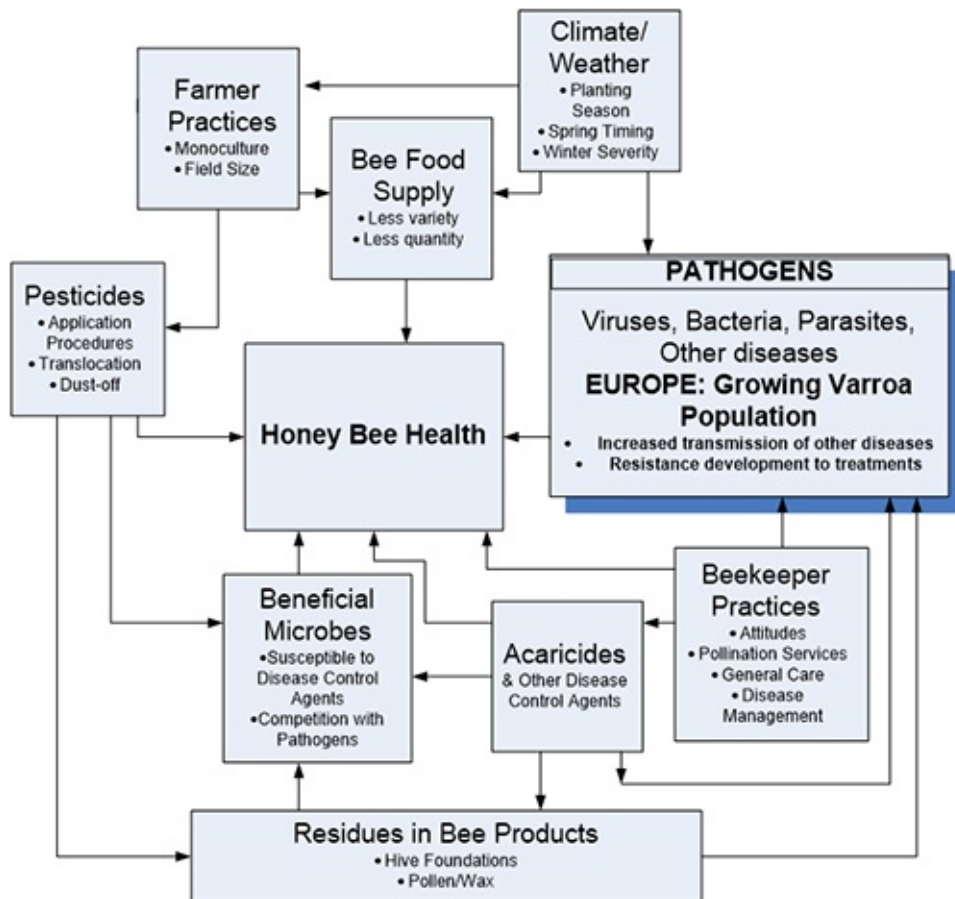 Climate/
Weather
• Planting
Season
• Spring Timing
• Winter Severity
Farmer
Practices
• Monoculture
• Field Size
Bee Food
Supply
• Less variety
• Less quantity
Pesticides
• Application
Procedures
• Translocation
• Dust-off
PATHOGENS
Viruses, Bacteria, Parasites,
Other diseases
EUROPE: Growing Varroa
Population
• Increased transmission of other diseases
• Resistance development to treatments
Honey Bee Health
Beneficial
Microbes
• Susceptible to
Disease Control
Agents
• Competition with
Pathogens
Acaricides
& Other Disease
Control Agents
Beekeeper
Practices
• Attitudes
• Pollination Services
• General Care
• Disease
Management
Residues in Bee Products
• Hive Foundations
• Pollen/Wax